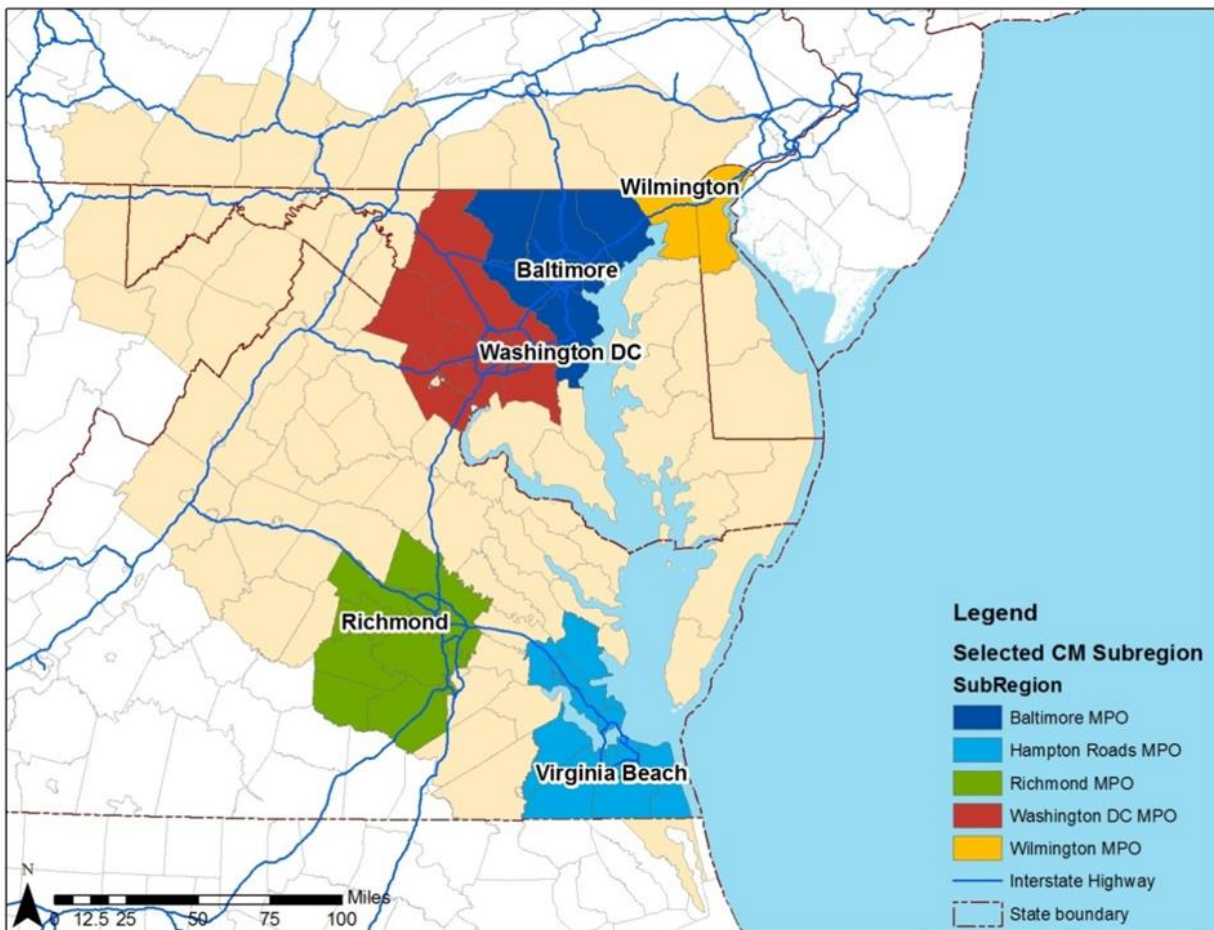 Wilmington
Baltimore
Washington DC
Richmond
Virginia Beach
Legend
Selected CM Subregion
SubRegion
Baltimore MPO
Hampton Roads MPO
Richmond MPO
Washington DC MPO
Wilmington MPO
Interstate Highway
State boundary
N
Miles
0 12.5 25 50 75 100